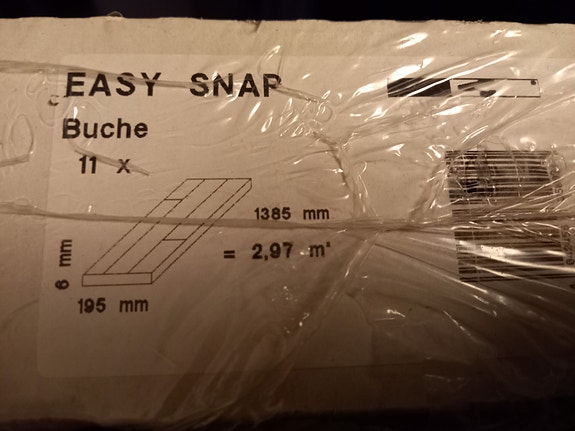 EASY SNAP
Buche
11 x
1385 mm
6 mm
= 2,97 m²
195 mm